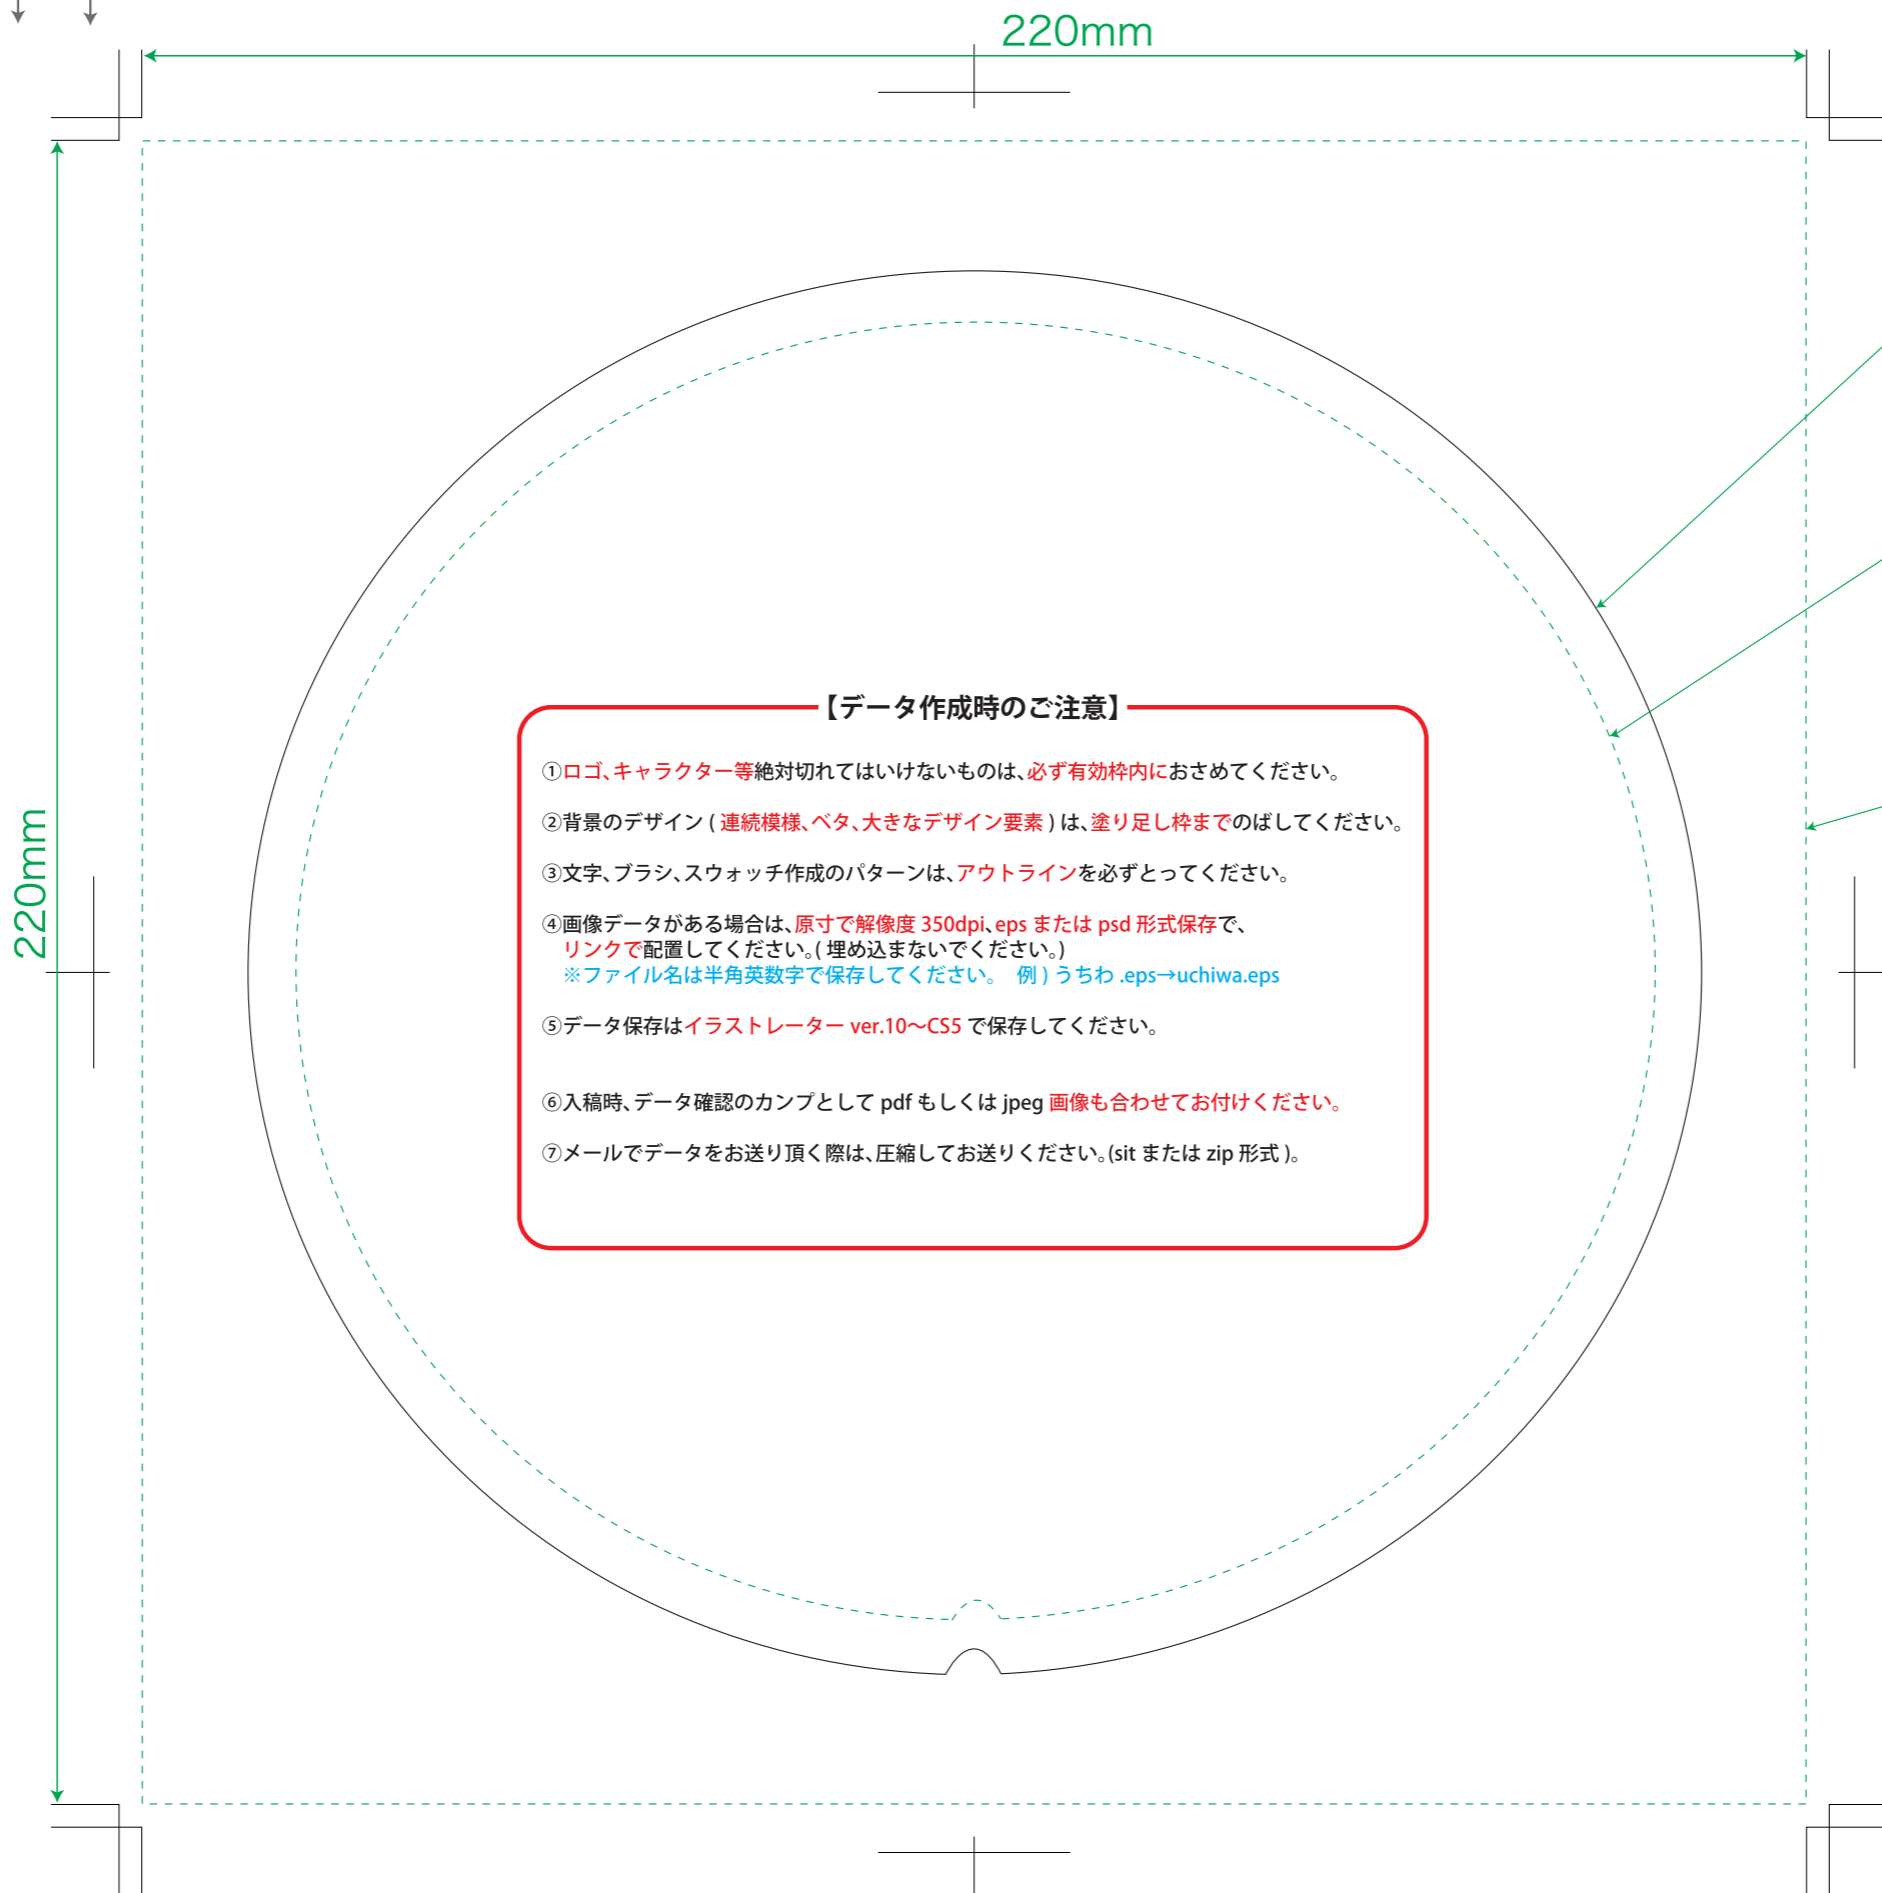 220mm
220mm
【データ作成時のご注意】
①ロゴ、キャラクター等絶対切れてはいけないものは、必ず有効枠内におさめてください。
②背景のデザイン ( 連続模様、ベタ、大きなデザイン要素 ) は、塗り足し枠までのばしてください。
③文字、ブラシ、スウォッチ作成のパターンは、アウトラインを必ずとってください。
④画像データがある場合は、原寸で解像度 350dpi、eps または psd 形式保存で、
リンクで配置してください。( 埋め込まないでください。)
※ファイル名は半角英数字で保存してください。 例 ) うちわ .eps→uchiwa.eps
⑤データ保存はイラストレーター ver.10〜CS5 で保存してください。
⑥入稿時、データ確認のカンプとして pdf もしくは jpeg 画像も合わせてお付けください。
⑦メールでデータをお送り頂く際は、圧縮してお送りください。(sit または zip 形式 )。